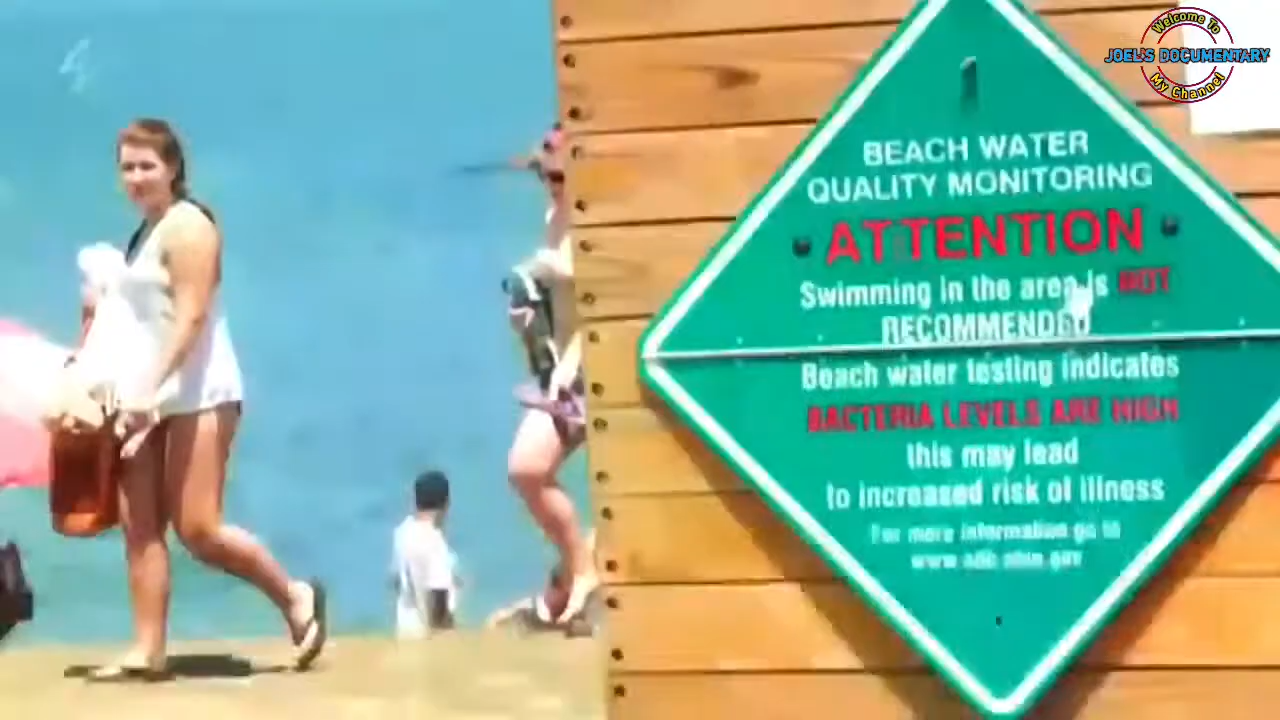 Welcome To
JOEL'S DOCUMENTARY
My Channel
BEACH WATER
QUALITY MONITORING
ATTENTION
Swimming in the area is NOT
RECOMMENDED
Beach water testing indicates
BACTERIA LEVELS ARE HIGH
this may lead
to increased risk of illness
For more information go to